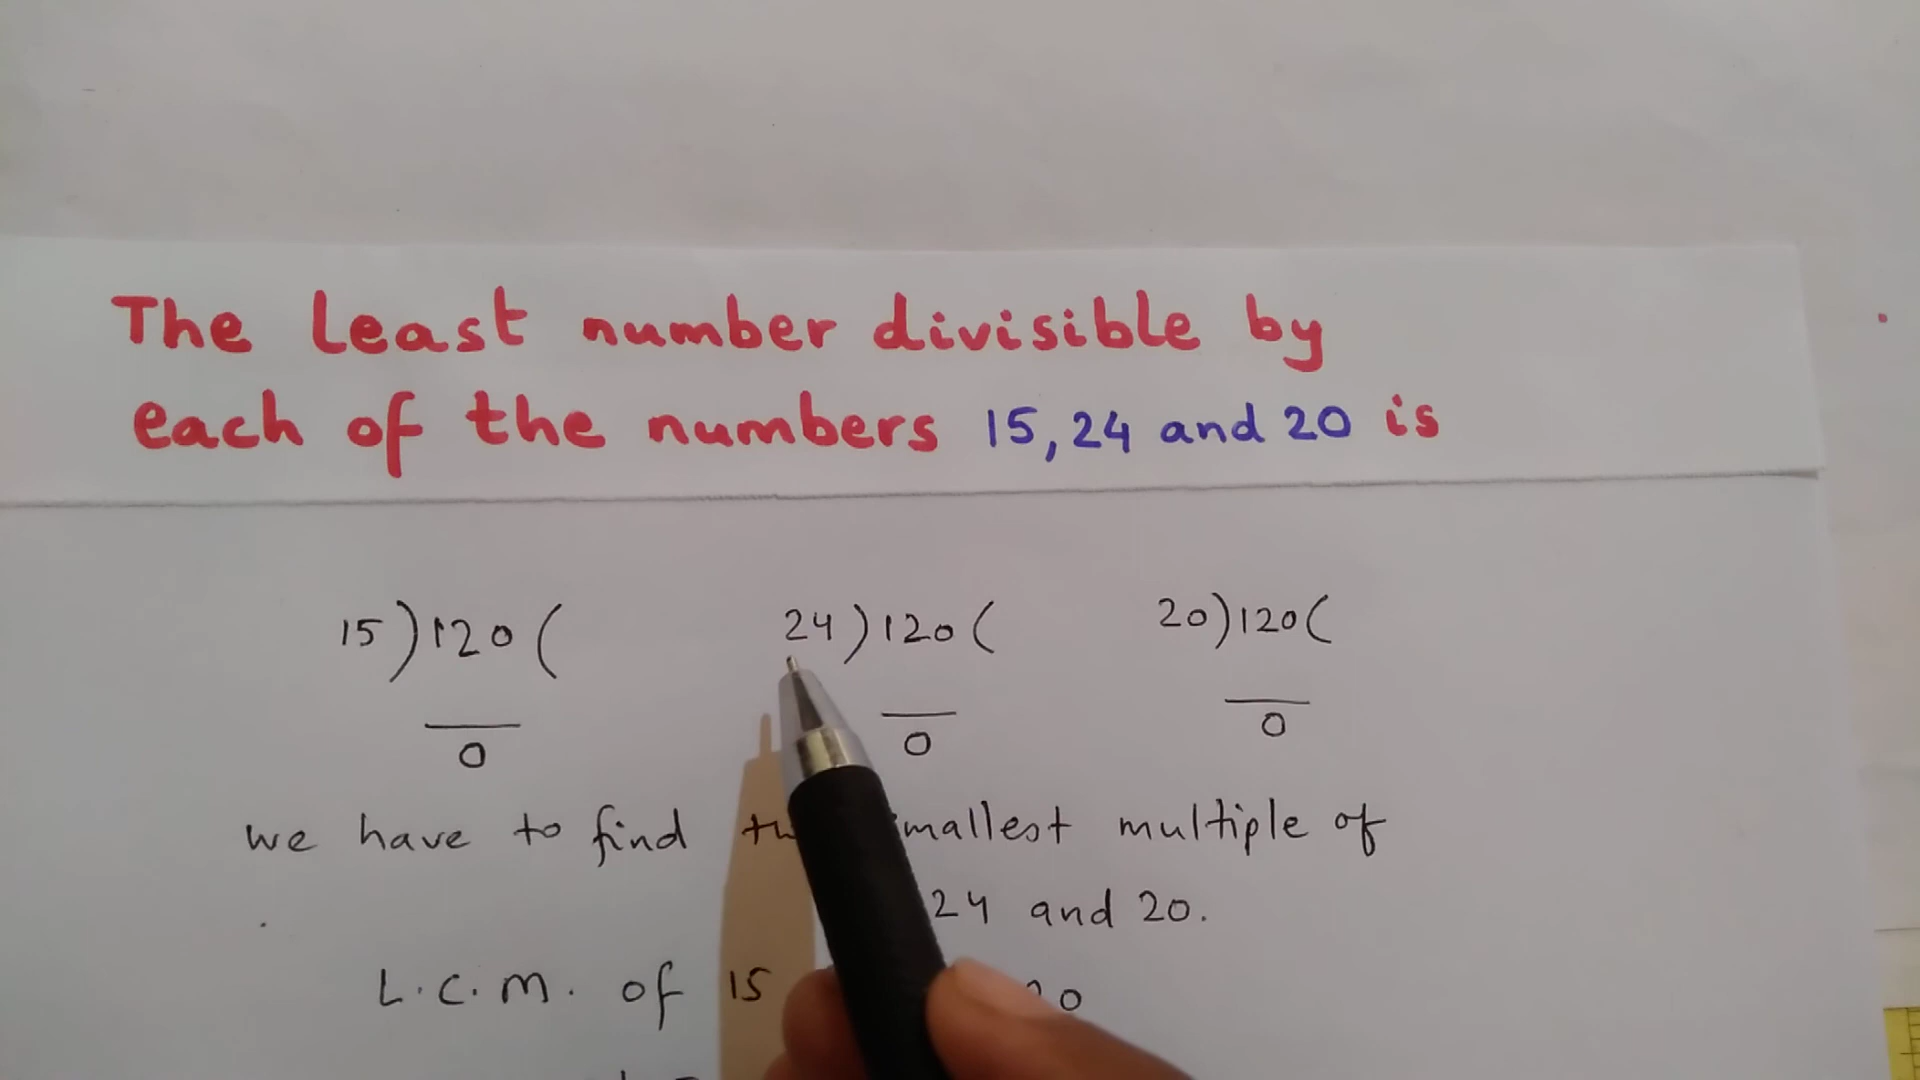 The least number divisible by
each of the numbers 15, 24 and 20 is
15)120( 24)120( 20)120(
0 0 0
we have to find smallest multiple of
24 and 20.
L.C.M. of 15